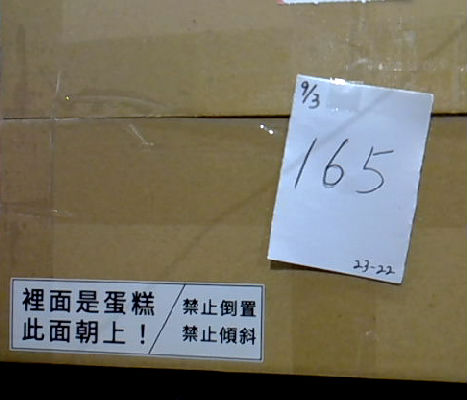 9/3
165
23-22
裡面是蛋糕
此面朝上！
禁止倒置
禁止傾斜